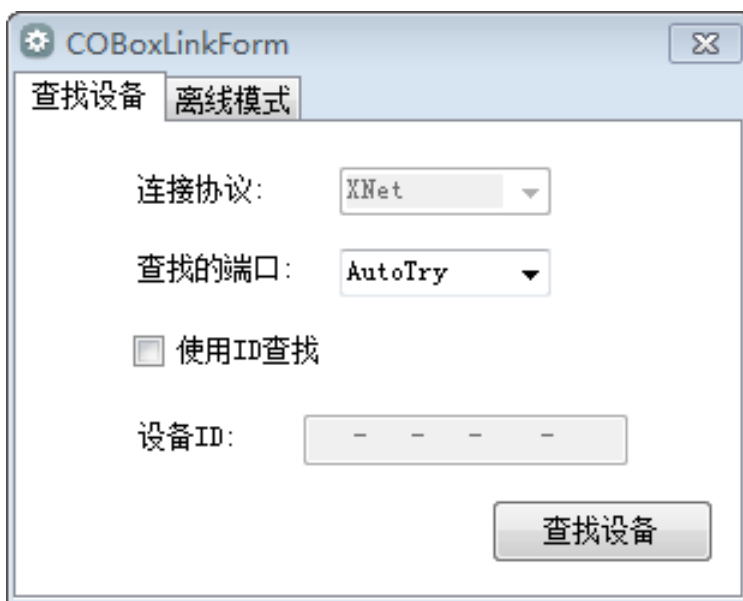 COBoxLinkForm
查找设备 离线模式
连接协议: XNet
查找的端口: AutoTry
使用ID查找
设备ID: - - - -
查找设备